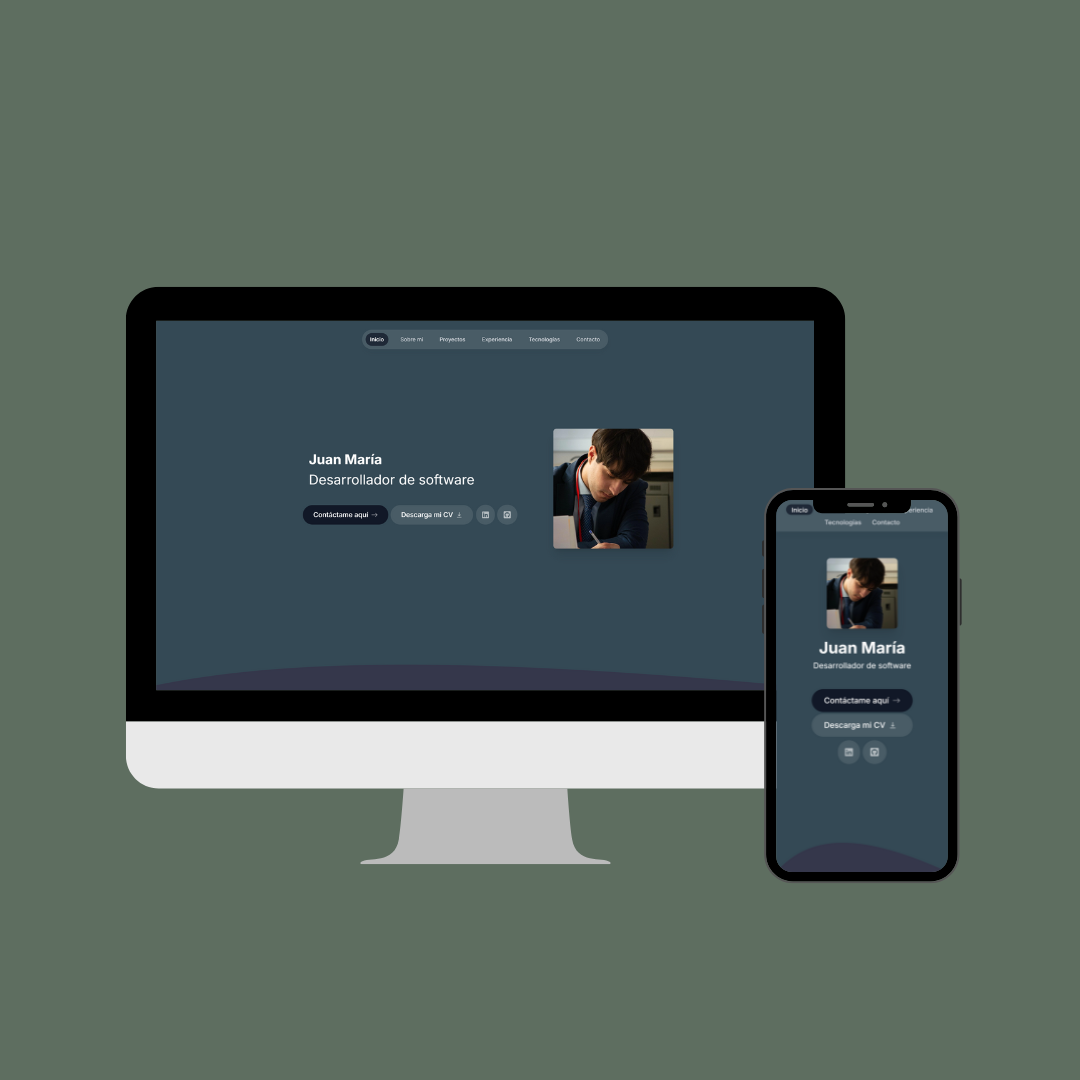 Inicio Sobre mí Proyectos Experiencia Tecnologías Contacto
Juan María
Desarrollador de software
Contáctame aquí →
Descarga mi CV
Inicio eriencia
Tecnologías Contacto
Juan María
Desarrollador de software
Contáctame aquí →
Descarga mi CV